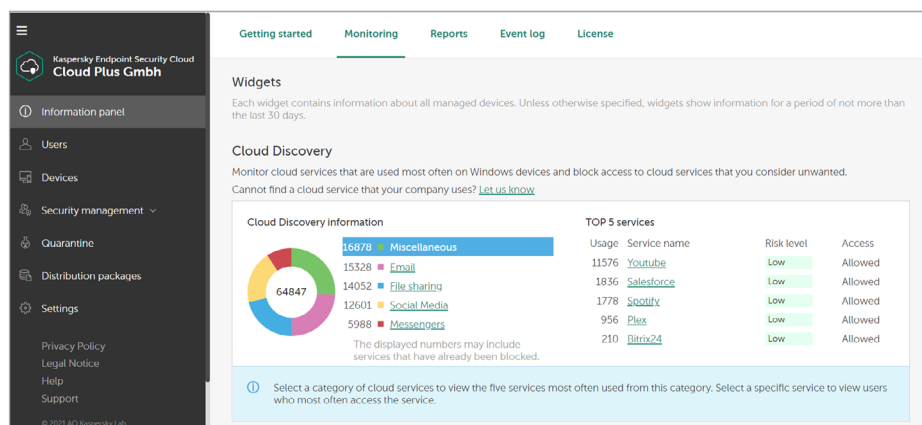 Kaspersky Endpoint Security Cloud
Cloud Plus Gmbh
Information panel
Users
Devices
Security management
Quarantine
Distribution packages
Settings
Privacy Policy
Legal Notice
Help
Support
© 2021 AO Kaspersky Lab
Getting started Monitoring Reports Event log License
Widgets
Each widget contains information about all managed devices. Unless otherwise specified, widgets show information for a period of not more than
the last 30 days.
Cloud Discovery
Monitor cloud services that are used most often on Windows devices and block access to cloud services that you consider unwanted.
Cannot find a cloud service that your company uses? Let us know
Cloud Discovery information
64847
16878 Miscellaneous
15328 Email
14052 File sharing
12601 Social Media
5988 Messengers
The displayed numbers may include
services that have already been blocked.
TOP 5 services
Usage Service name Risk level Access
11576 Youtube Low Allowed
1836 Salesforce Low Allowed
1778 Spotify Low Allowed
956 Plex Low Allowed
210 Bitrix24 Low Allowed
Select a category of cloud services to view the five services most often used from this category. Select a specific service to view users
who most often access the service.